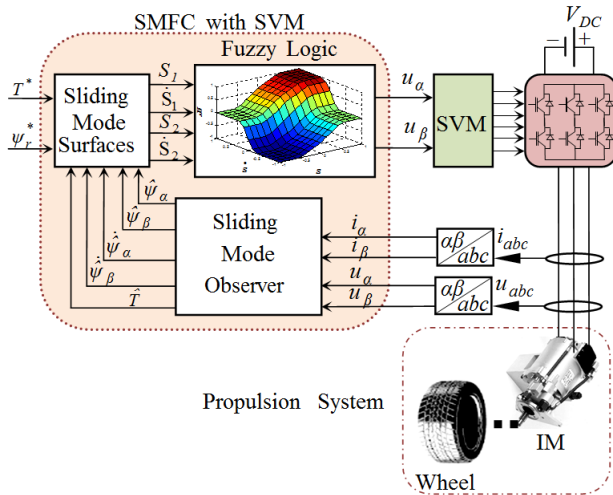 SMFC with SVM
V_DC
− +
Fuzzy Logic
T*
ψ_r*
Sliding
Mode
Surfaces
S_1
Ṡ_1
S_2
Ṡ_2
u
ṡ
s
u_α
u_β
SVM
ψ̂_α
ψ̂_β
ψ̂̇_α
ψ̂̇_β
T̂
Sliding
Mode
Observer
i_α
i_β
u_α
u_β
αβ
abc
i_abc
αβ
abc
u_abc
Propulsion System
IM
Wheel